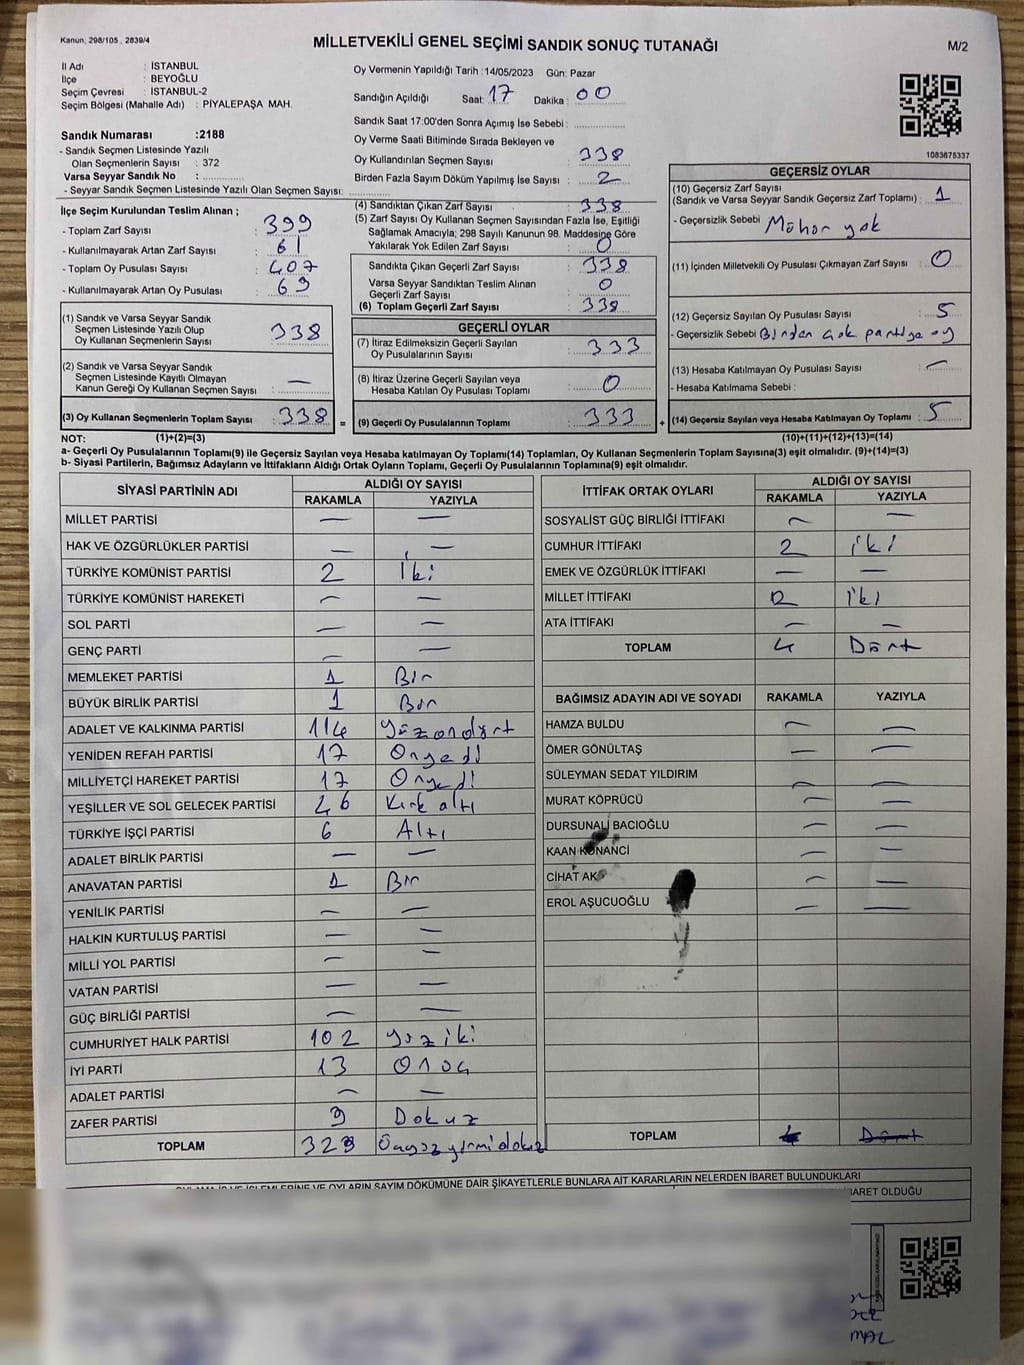 Kanun; 298/105 , 2839/4
MİLLETVEKİLİ GENEL SEÇİMİ SANDIK SONUÇ TUTANAĞI
M/2
İl Adı : İSTANBUL
İlçe : BEYOĞLU
Seçim Çevresi : İSTANBUL-2
Seçim Bölgesi (Mahalle Adı) : PİYALEPAŞA MAH.
Oy Vermenin Yapıldığı Tarih : 14/05/2023 Gün: Pazar
Sandığın Açıldığı Saat: 17 Dakika : 00
Sandık Saat 17:00'den Sonra Açımış İse Sebebi :
Sandık Numarası :2188
- Sandık Seçmen Listesinde Yazılı
Olan Seçmenlerin Sayısı : 372
Varsa Seyyar Sandık No :
- Seyyar Sandık Seçmen Listesinde Yazılı Olan Seçmen Sayısı:
Oy Verme Saati Bitiminde Sırada Bekleyen ve
Oy Kullandırılan Seçmen Sayısı : 338
Birden Fazla Sayım Döküm Yapılmış İse Sayısı : 2
1083675337
İlçe Seçim Kurulundan Teslim Alınan ;
- Toplam Zarf Sayısı : 399
- Kullanılmayarak Artan Zarf Sayısı : 61
- Toplam Oy Pusulası Sayısı : 407
- Kullanılmayarak Artan Oy Pusulası : 69
(4) Sandıktan Çıkan Zarf Sayısı : 338
(5) Zarf Sayısı Oy Kullanan Seçmen Sayısından Fazla İse, Eşitliği
Sağlamak Amacıyla; 298 Sayılı Kanunun 98. Maddesine Göre
Yakılarak Yok Edilen Zarf Sayısı : 0
Sandıkta Çıkan Geçerli Zarf Sayısı : 338
Varsa Seyyar Sandıktan Teslim Alınan
Geçerli Zarf Sayısı : 0
(6) Toplam Geçerli Zarf Sayısı : 338
GEÇERSİZ OYLAR
(10) Geçersiz Zarf Sayısı
(Sandık ve Varsa Seyyar Sandık Geçersiz Zarf Toplamı) : 1
- Geçersizlik Sebebi : Möhör yok
(11) İçinden Milletvekili Oy Pusulası Çıkmayan Zarf Sayısı : 0
(12) Geçersiz Sayılan Oy Pusulası Sayısı : 5
- Geçersizlik Sebebi : Birden çok partiye oy
(13) Hesaba Katılmayan Oy Pusulası Sayısı : —
- Hesaba Katılmama Sebebi :
(1) Sandık ve Varsa Seyyar Sandık
Seçmen Listesinde Yazılı Olup
Oy Kullanan Seçmenlerin Sayısı : 338
(2) Sandık ve Varsa Seyyar Sandık
Seçmen Listesinde Kayıtlı Olmayan
Kanun Gereği Oy Kullanan Seçmen Sayısı : —
GEÇERLİ OYLAR
(7) İtiraz Edilmeksizin Geçerli Sayılan
Oy Pusulalarının Sayısı : 333
(8) İtiraz Üzerine Geçerli Sayılan veya
Hesaba Katılan Oy Pusulası Toplamı : 0
(3) Oy Kullanan Seçmenlerin Toplam Sayısı : 338 = (9) Geçerli Oy Pusulalarının Toplamı : 333 + (14) Geçersiz Sayılan veya Hesaba Katılmayan Oy Toplamı : 5
NOT: (1)+(2)=(3) (10)+(11)+(12)+(13)=(14)
a- Geçerli Oy Pusulalarının Toplamı(9) ile Geçersiz Sayılan veya Hesaba katılmayan Oy Toplamı(14) Toplamları, Oy Kullanan Seçmenlerin Toplam Sayısına(3) eşit olmalıdır. (9)+(14)=(3)
b- Siyasi Partilerin, Bağımsız Adayların ve İttifakların Aldığı Ortak Oyların Toplamı, Geçerli Oy Pusulalarının Toplamına(9) eşit olmalıdır.
SİYASİ PARTİNİN ADI ALDIĞI OY SAYISI
RAKAMLA YAZIYLA
MİLLET PARTİSİ — —
HAK VE ÖZGÜRLÜKLER PARTİSİ — —
TÜRKİYE KOMÜNİST PARTİSİ 2 İki
TÜRKİYE KOMÜNİST HAREKETİ — —
SOL PARTİ — —
GENÇ PARTİ — —
MEMLEKET PARTİSİ 1 Bir
BÜYÜK BİRLİK PARTİSİ 1 Bir
ADALET VE KALKINMA PARTİSİ 114 yüzondört
YENİDEN REFAH PARTİSİ 17 Onyedi
MİLLİYETÇİ HAREKET PARTİSİ 17 Onyedi
YEŞİLLER VE SOL GELECEK PARTİSİ 46 Kırk altı
TÜRKİYE İŞÇİ PARTİSİ 6 Altı
ADALET BİRLİK PARTİSİ — —
ANAVATAN PARTİSİ 1 Bir
YENİLİK PARTİSİ — —
HALKIN KURTULUŞ PARTİSİ — —
MİLLİ YOL PARTİSİ — —
VATAN PARTİSİ — —
GÜÇ BİRLİĞİ PARTİSİ — —
CUMHURİYET HALK PARTİSİ 102 yüz iki
İYİ PARTİ 13 Onüç
ADALET PARTİSİ — —
ZAFER PARTİSİ 9 Dokuz
TOPLAM 329 Üçyüz yirmi dokuz
İTTİFAK ORTAK OYLARI ALDIĞI OY SAYISI
RAKAMLA YAZIYLA
SOSYALİST GÜÇ BİRLİĞİ İTTİFAKI — —
CUMHUR İTTİFAKI 2 iki
EMEK VE ÖZGÜRLÜK İTTİFAKI — —
MİLLET İTTİFAKI 2 iki
ATA İTTİFAKI — —
TOPLAM 4 Dört
BAĞIMSIZ ADAYIN ADI VE SOYADI RAKAMLA YAZIYLA
HAMZA BULDU — —
ÖMER GÖNÜLTAŞ — —
SÜLEYMAN SEDAT YILDIRIM — —
MURAT KÖPRÜCÜ — —
DURSUNALİ BACIOĞLU — —
KAAN KONANCİ — —
CİHAT AK — —
EROL AŞUCUOĞLU — —
TOPLAM 4 Dört
OYLAMA İŞ VE İŞLEMLERİNE VE OYLARIN SAYIM DÖKÜMÜNE DAİR ŞİKAYETLERLE BUNLARA AİT KARARLARIN NELERDEN İBARET BULUNDUKLARI
BARET OLDUĞU